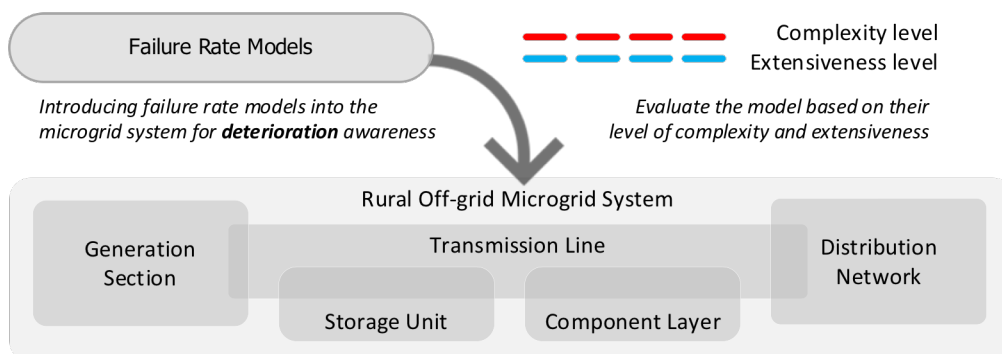 Failure Rate Models
Complexity level
Extensiveness level
Introducing failure rate models into the
microgrid system for deterioration awareness
Evaluate the model based on their
level of complexity and extensiveness
Rural Off-grid Microgrid System
Generation
Section
Transmission Line
Distribution
Network
Storage Unit
Component Layer